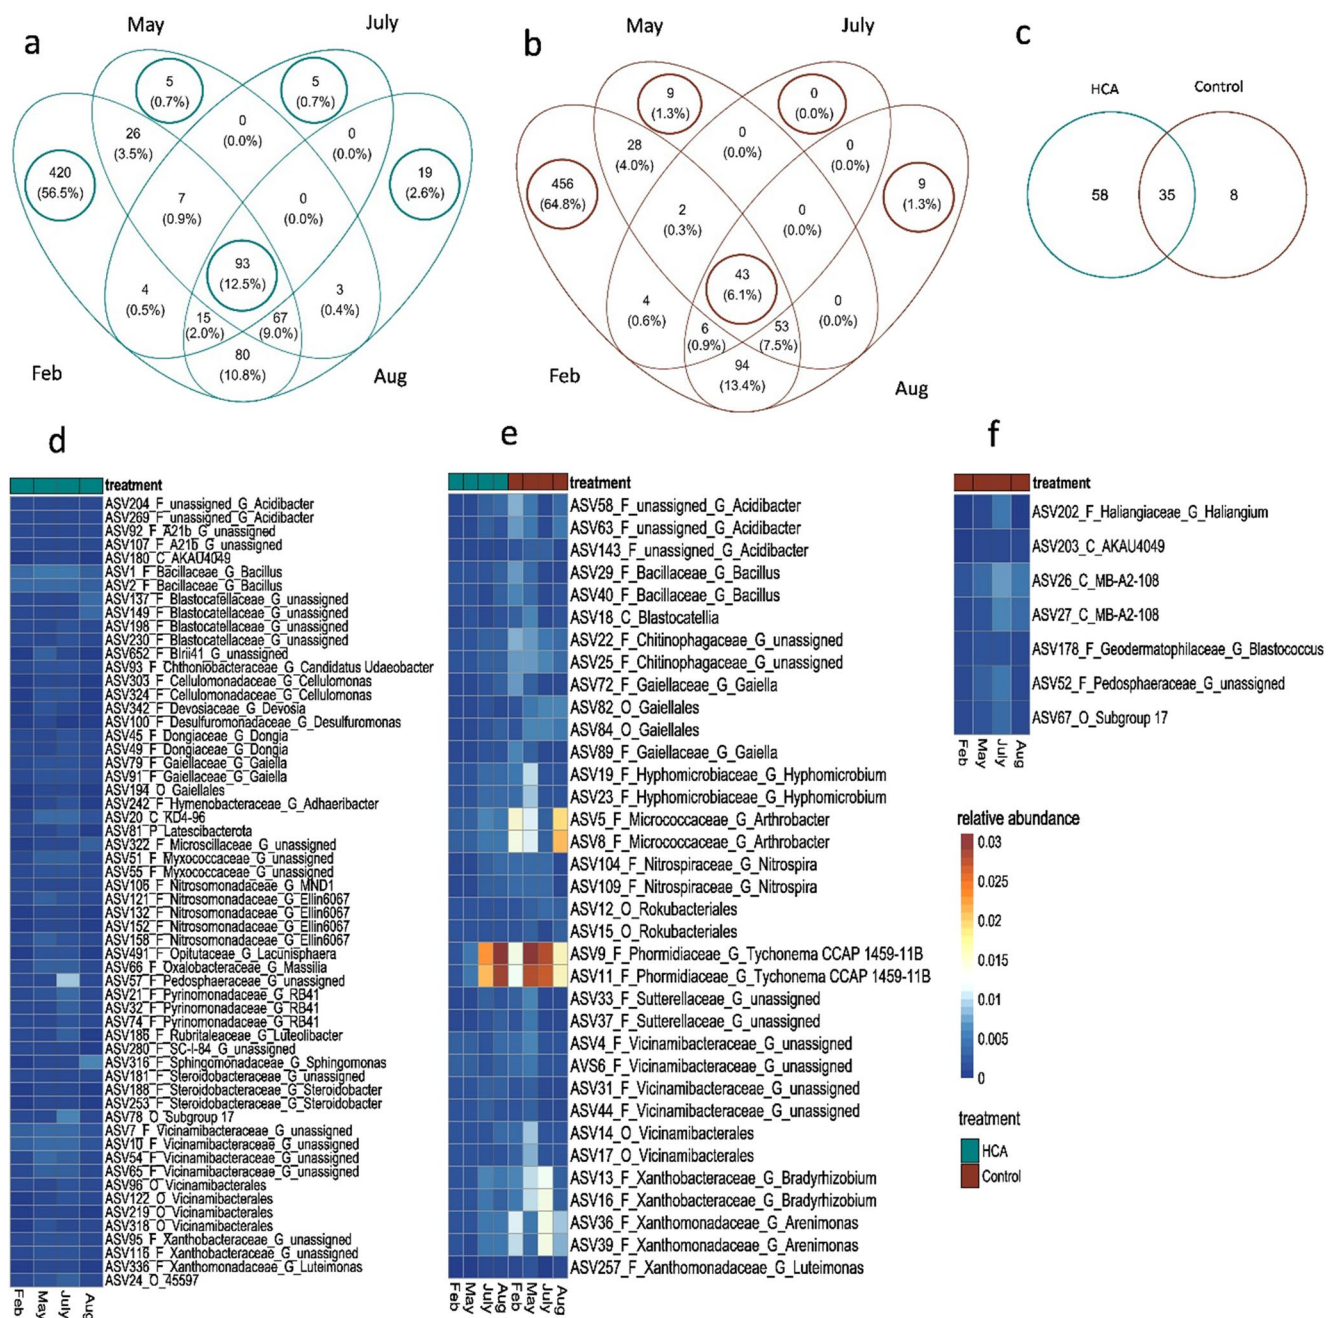 a
May
July
5
(0.7%)
5
(0.7%)
26
(3.5%)
0
(0.0%)
0
(0.0%)
420
(56.5%)
19
(2.6%)
7
(0.9%)
0
(0.0%)
93
(12.5%)
4
(0.5%)
3
(0.4%)
15
(2.0%)
67
(9.0%)
80
(10.8%)
Feb
Aug
b
May
July
9
(1.3%)
0
(0.0%)
28
(4.0%)
0
(0.0%)
0
(0.0%)
456
(64.8%)
9
(1.3%)
2
(0.3%)
0
(0.0%)
43
(6.1%)
4
(0.6%)
0
(0.0%)
6
(0.9%)
53
(7.5%)
94
(13.4%)
Feb
Aug
c
HCA
Control
58
35
8
d
treatment
ASV204_F_unassigned_G_Acidibacter
ASV269_F_unassigned_G_Acidibacter
ASV92_F_A21b_G_unassigned
ASV107_F_A21b_G_unassigned
ASV180_C_AKAU4049
ASV1_F_Bacillaceae_G_Bacillus
ASV2_F_Bacillaceae_G_Bacillus
ASV137_F_Blastocatellaceae_G_unassigned
ASV149_F_Blastocatellaceae_G_unassigned
ASV198_F_Blastocatellaceae_G_unassigned
ASV230_F_Blastocatellaceae_G_unassigned
ASV652_F_BIrii41_G_unassigned
ASV93_F_Chthoniobacteraceae_G_Candidatus Udaeobacter
ASV303_F_Cellulomonadaceae_G_Cellulomonas
ASV324_F_Cellulomonadaceae_G_Cellulomonas
ASV342_F_Devosiaceae_G_Devosia
ASV100_F_Desulfuromonadaceae_G_Desulfuromonas
ASV45_F_Dongiaceae_G_Dongia
ASV49_F_Dongiaceae_G_Dongia
ASV79_F_Gaiellaceae_G_Gaiella
ASV91_F_Gaiellaceae_G_Gaiella
ASV194_O_Gaiellales
ASV242_F_Hymenobacteraceae_G_Adhaeribacter
ASV20_C_KD4-96
ASV81_P_Latescibacterota
ASV322_F_Microscillaceae_G_unassigned
ASV51_F_Myxococcaceae_G_unassigned
ASV55_F_Myxococcaceae_G_unassigned
ASV106_F_Nitrosomonadaceae_G_MND1
ASV121_F_Nitrosomonadaceae_G_Ellin6067
ASV132_F_Nitrosomonadaceae_G_Ellin6067
ASV152_F_Nitrosomonadaceae_G_Ellin6067
ASV158_F_Nitrosomonadaceae_G_Ellin6067
ASV491_F_Opitutaceae_G_Lacunisphaera
ASV66_F_Oxalobacteraceae_G_Massilia
ASV57_F_Pedosphaeraceae_G_unassigned
ASV21_F_Pyrinomonadaceae_G_RB41
ASV32_F_Pyrinomonadaceae_G_RB41
ASV74_F_Pyrinomonadaceae_G_RB41
ASV186_F_Rubritaleaceae_G_Luteolibacter
ASV280_F_SC-I-84_G_unassigned
ASV316_F_Sphingomonadaceae_G_Sphingomonas
ASV181_F_Steroidobacteraceae_G_unassigned
ASV188_F_Steroidobacteraceae_G_Steroidobacter
ASV253_F_Steroidobacteraceae_G_Steroidobacter
ASV78_O_Subgroup 17
ASV7_F_Vicinamibacteraceae_G_unassigned
ASV10_F_Vicinamibacteraceae_G_unassigned
ASV54_F_Vicinamibacteraceae_G_unassigned
ASV65_F_Vicinamibacteraceae_G_unassigned
ASV96_O_Vicinamibacterales
ASV122_O_Vicinamibacterales
ASV219_O_Vicinamibacterales
ASV318_O_Vicinamibacterales
ASV95_F_Xanthobacteraceae_G_unassigned
ASV116_F_Xanthobacteraceae_G_unassigned
ASV336_F_Xanthomonadaceae_G_Luteimonas
ASV24_O_45597
Feb
May
July
Aug
e
treatment
ASV58_F_unassigned_G_Acidibacter
ASV63_F_unassigned_G_Acidibacter
ASV143_F_unassigned_G_Acidibacter
ASV29_F_Bacillaceae_G_Bacillus
ASV40_F_Bacillaceae_G_Bacillus
ASV18_C_Blastocatellia
ASV22_F_Chitinophagaceae_G_unassigned
ASV25_F_Chitinophagaceae_G_unassigned
ASV72_F_Gaiellaceae_G_Gaiella
ASV82_O_Gaiellales
ASV84_O_Gaiellales
ASV89_F_Gaiellaceae_G_Gaiella
ASV19_F_Hyphomicrobiaceae_G_Hyphomicrobium
ASV23_F_Hyphomicrobiaceae_G_Hyphomicrobium
ASV5_F_Micrococcaceae_G_Arthrobacter
ASV8_F_Micrococcaceae_G_Arthrobacter
ASV104_F_Nitrospiraceae_G_Nitrospira
ASV109_F_Nitrospiraceae_G_Nitrospira
ASV12_O_Rokubacteriales
ASV15_O_Rokubacteriales
ASV9_F_Phormidiaceae_G_Tychonema CCAP 1459-11B
ASV11_F_Phormidiaceae_G_Tychonema CCAP 1459-11B
ASV33_F_Sutterellaceae_G_unassigned
ASV37_F_Sutterellaceae_G_unassigned
ASV4_F_Vicinamibacteraceae_G_unassigned
AVS6_F_Vicinamibacteraceae_G_unassigned
ASV31_F_Vicinamibacteraceae_G_unassigned
ASV44_F_Vicinamibacteraceae_G_unassigned
ASV14_O_Vicinamibacterales
ASV17_O_Vicinamibacterales
ASV13_F_Xanthobacteraceae_G_Bradyrhizobium
ASV16_F_Xanthobacteraceae_G_Bradyrhizobium
ASV36_F_Xanthomonadaceae_G_Arenimonas
ASV39_F_Xanthomonadaceae_G_Arenimonas
ASV257_F_Xanthomonadaceae_G_Luteimonas
Feb
May
July
Aug
Feb
May
July
Aug
f
treatment
ASV202_F_Haliangiaceae_G_Haliangium
ASV203_C_AKAU4049
ASV26_C_MB-A2-108
ASV27_C_MB-A2-108
ASV178_F_Geodermatophilaceae_G_Blastococcus
ASV52_F_Pedosphaeraceae_G_unassigned
ASV67_O_Subgroup 17
Feb
May
July
Aug
relative abundance
0.03
0.025
0.02
0.015
0.01
0.005
0
treatment
HCA
Control